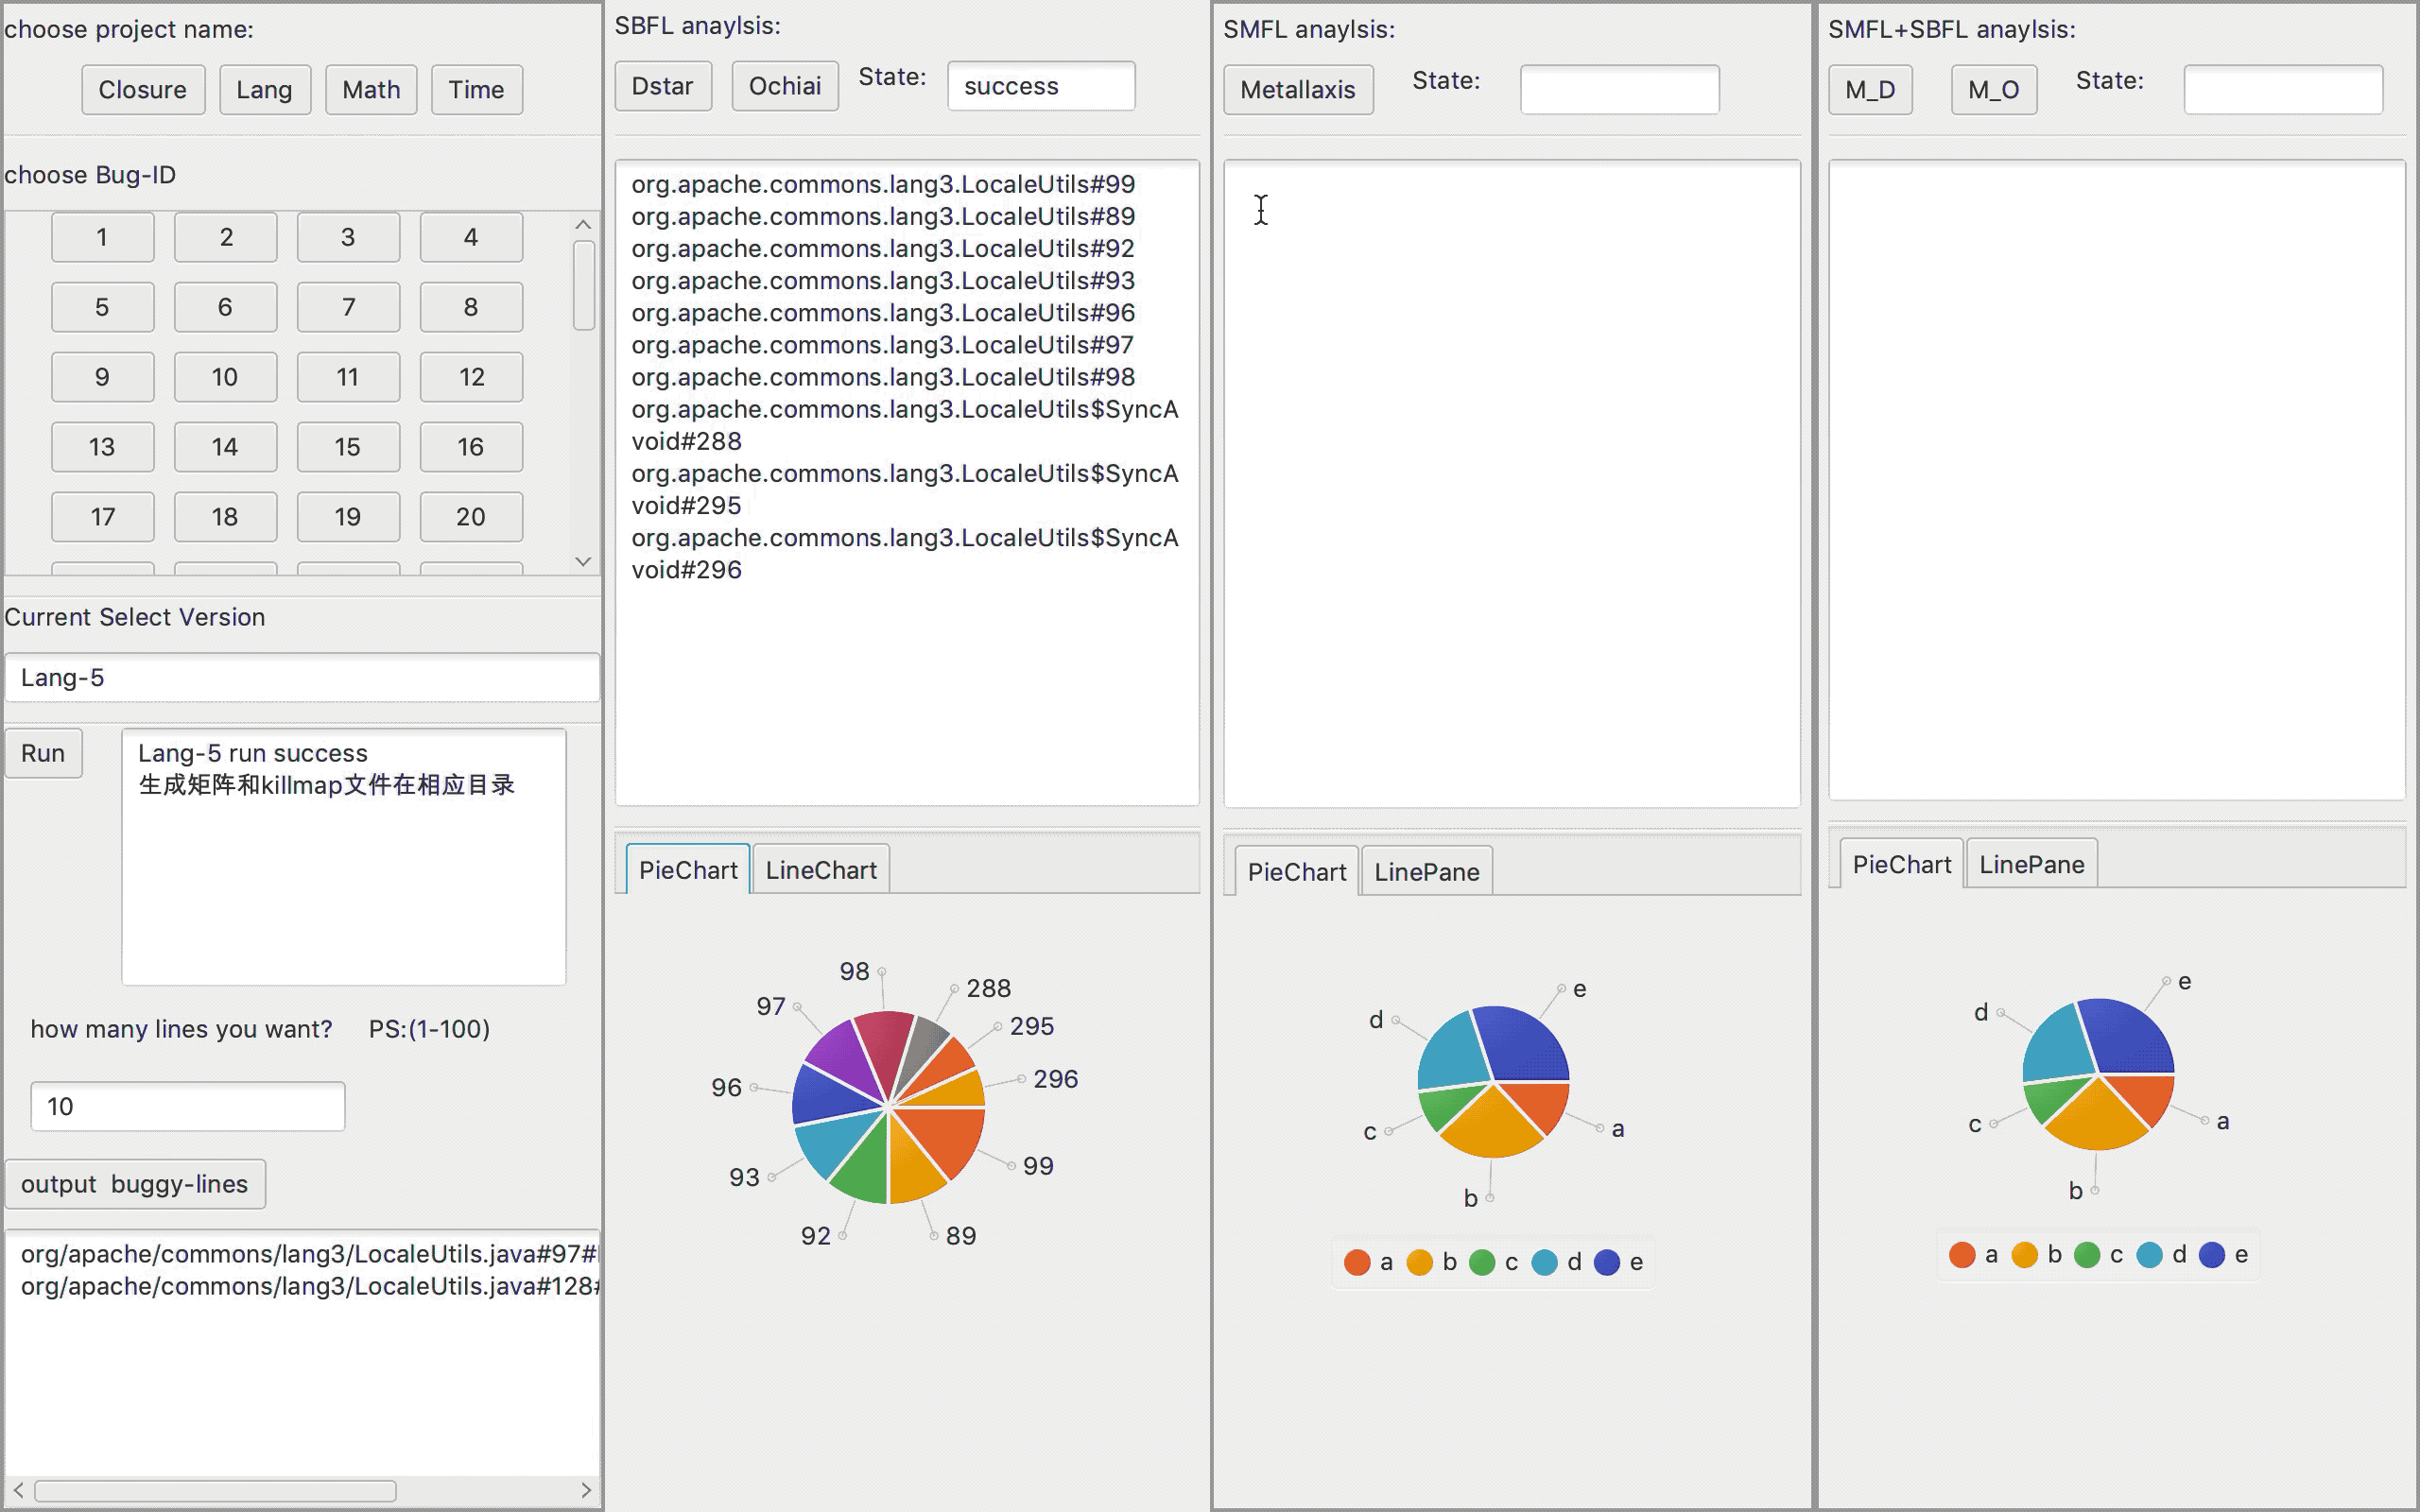 choose project name:
Closure Lang Math Time
choose Bug-ID
1 2 3 4
5 6 7 8
9 10 11 12
13 14 15 16
17 18 19 20
Current Select Version
Lang-5
Run
Lang-5 run success
生成矩阵和killmap文件在相应目录
how many lines you want? PS:(1-100)
10
output buggy-lines
org/apache/commons/lang3/LocaleUtils.java#97#
org/apache/commons/lang3/LocaleUtils.java#128#
SBFL anaylsis:
Dstar Ochiai State: success
org.apache.commons.lang3.LocaleUtils#99
org.apache.commons.lang3.LocaleUtils#89
org.apache.commons.lang3.LocaleUtils#92
org.apache.commons.lang3.LocaleUtils#93
org.apache.commons.lang3.LocaleUtils#96
org.apache.commons.lang3.LocaleUtils#97
org.apache.commons.lang3.LocaleUtils#98
org.apache.commons.lang3.LocaleUtils$SyncA
void#288
org.apache.commons.lang3.LocaleUtils$SyncA
void#295
org.apache.commons.lang3.LocaleUtils$SyncA
void#296
PieChart LineChart
98
288
97
295
96
296
93
99
92
89
SMFL anaylsis:
Metallaxis State:
PieChart LinePane
e
d
c
a
b
a b c d e
SMFL+SBFL anaylsis:
M_D M_O State:
PieChart LinePane
e
d
c
a
b
a b c d e